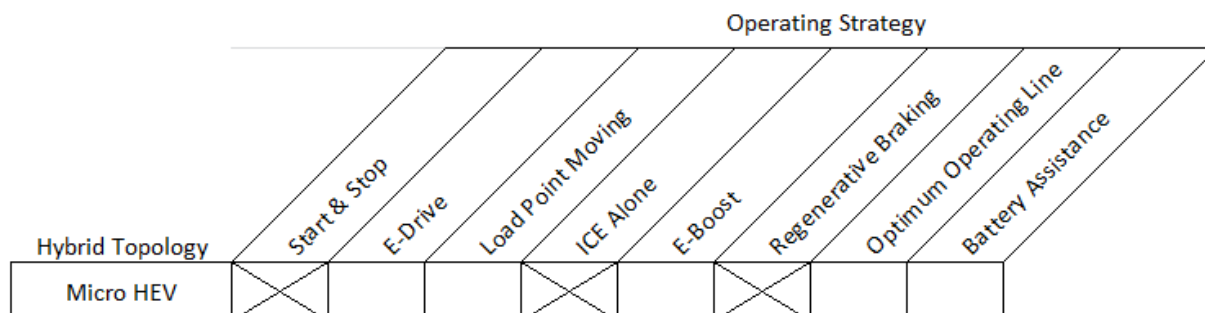 Operating Strategy
Start & Stop
E-Drive
Load Point Moving
ICE Alone
E-Boost
Regenerative Braking
Optimum Operating Line
Battery Assistance
Hybrid Topology
Micro HEV